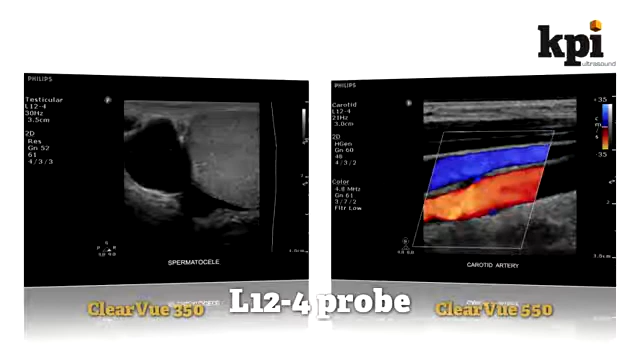 kpi
ultrasound
PHILIPS
Testicular
L12-4
30Hz
3.5cm
2D
Res
Gn 52
61
4 / 3 / 3
SPERMATOCELE
PHILIPS
Carotid
L12-4
21Hz
3.0cm
2D
HGen
Gn 60
48
4 / 3 / 2
Color
4.8 MHz
Gn 61
3 / 7 / 2
Fltr Low
+35
c
m
/
s
-35
CAROTID ARTERY
ClearVue 350
L12-4 probe
ClearVue 550